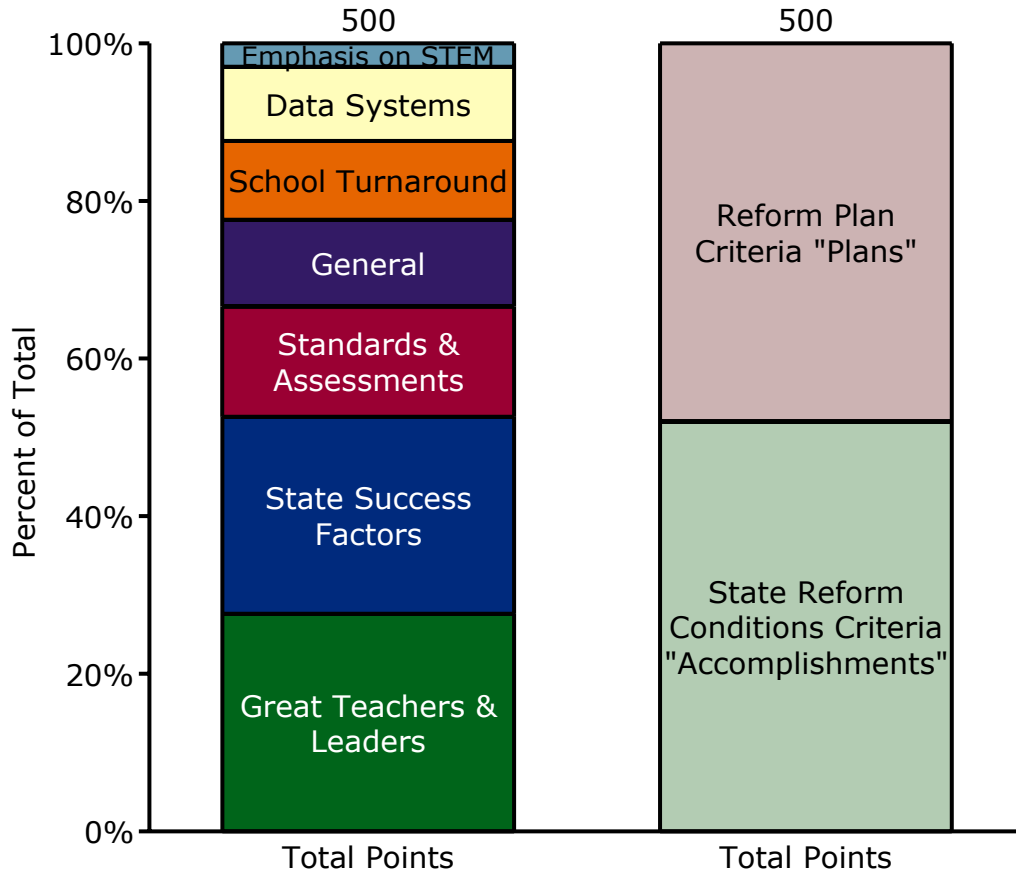 500
500
100%
80%
60%
40%
20%
0%
Percent of Total
Emphasis on STEM
Data Systems
School Turnaround
General
Standards &
Assessments
State Success
Factors
Great Teachers &
Leaders
Reform Plan
Criteria "Plans"
State Reform
Conditions Criteria
"Accomplishments"
Total Points
Total Points